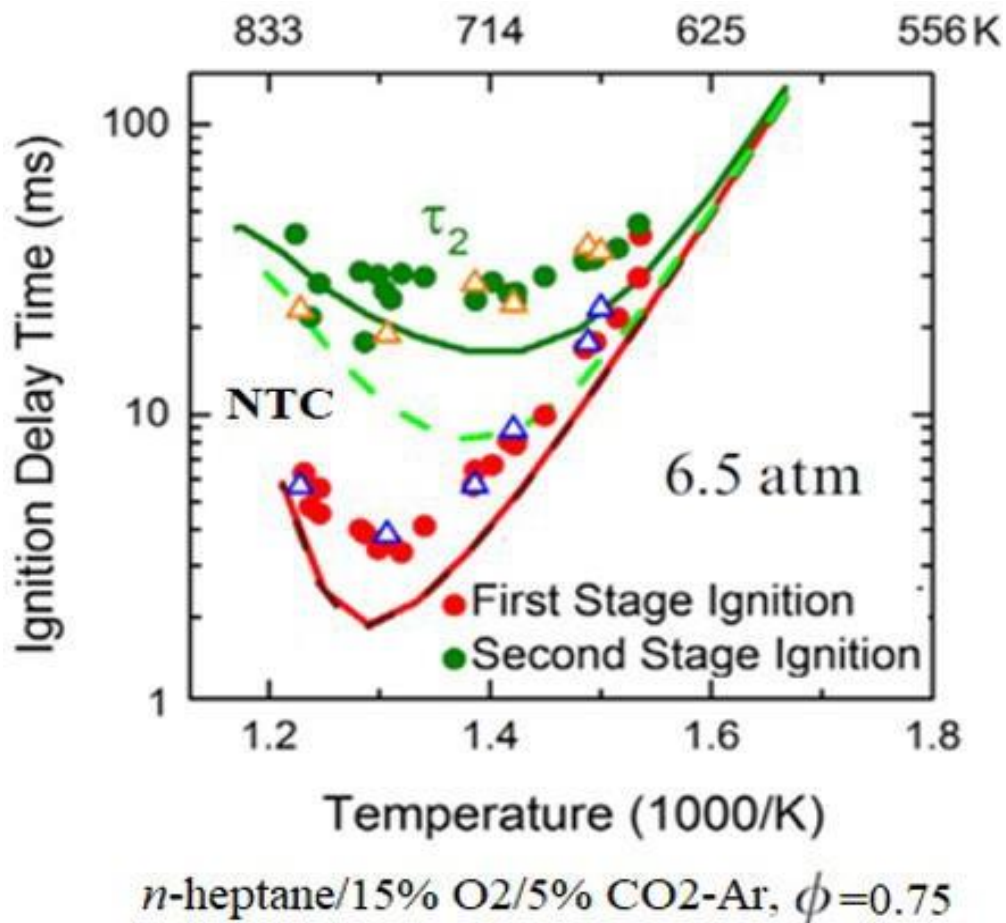 833 714 625 556 K
100
10
1
Ignition Delay Time (ms)
τ2
NTC
6.5 atm
First Stage Ignition
Second Stage Ignition
1.2 1.4 1.6 1.8
Temperature (1000/K)
n-heptane/15% O2/5% CO2-Ar, ϕ=0.75